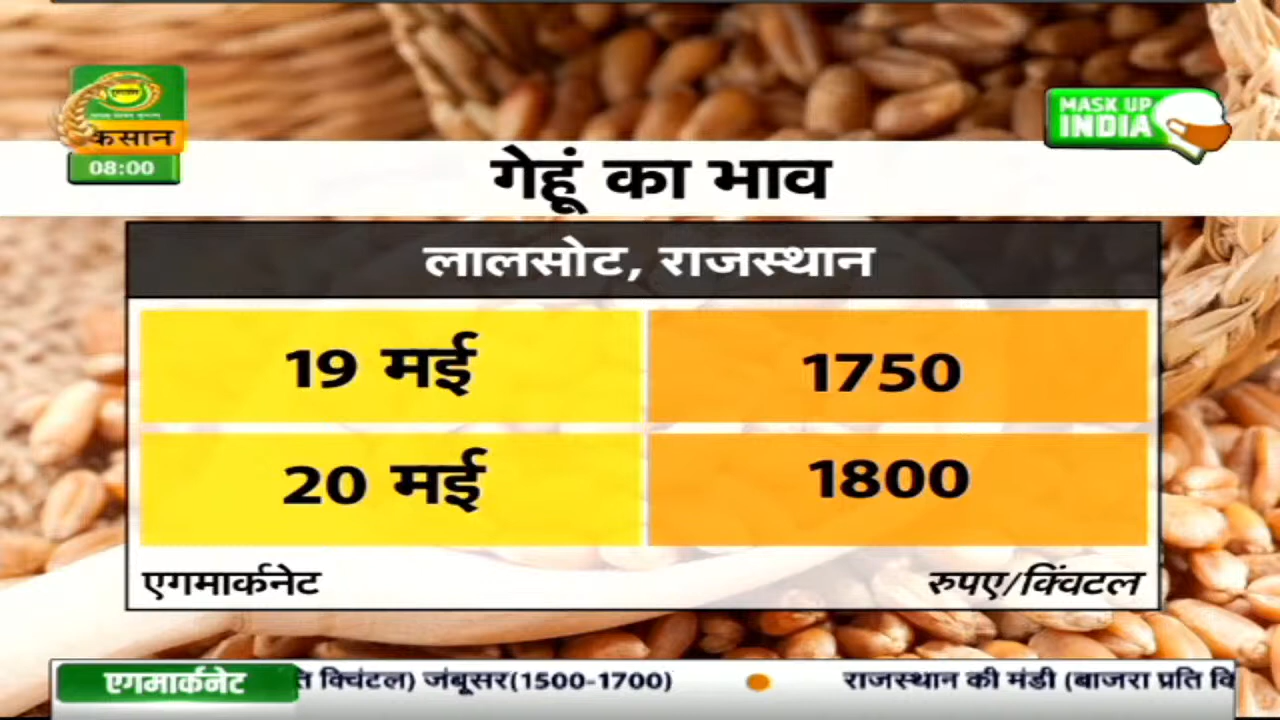 किसान
08:00
MASK UP
INDIA
गेहूं का भाव
लालसोट, राजस्थान
19 मई 1750
20 मई 1800
एगमार्कनेट रुपए/क्विंटल
एगमार्कनेट ति क्विंटल) जंबूसर(1500-1700) राजस्थान की मंडी (बाजरा प्रति वि